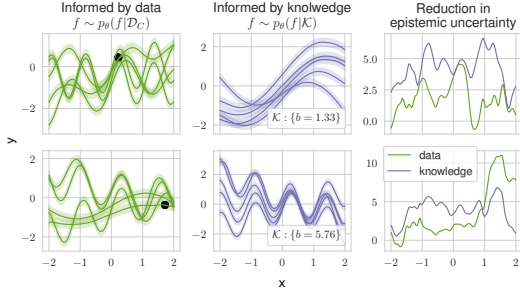 Informed by data
f ∼ pθ(f|𝒟C)
Informed by knolwedge
f ∼ pθ(f|𝒦)
Reduction in
epistemic uncertainty
y
0
−2
2
0
−2
𝒦 : {b = 1.33}
5.0
2.5
0.0
2
0
−2
−2 −1 0 1 2
2
0
−2
𝒦 : {b = 5.76}
−2 −1 0 1 2
10
5
0
data
knowledge
−2 −1 0 1 2
x